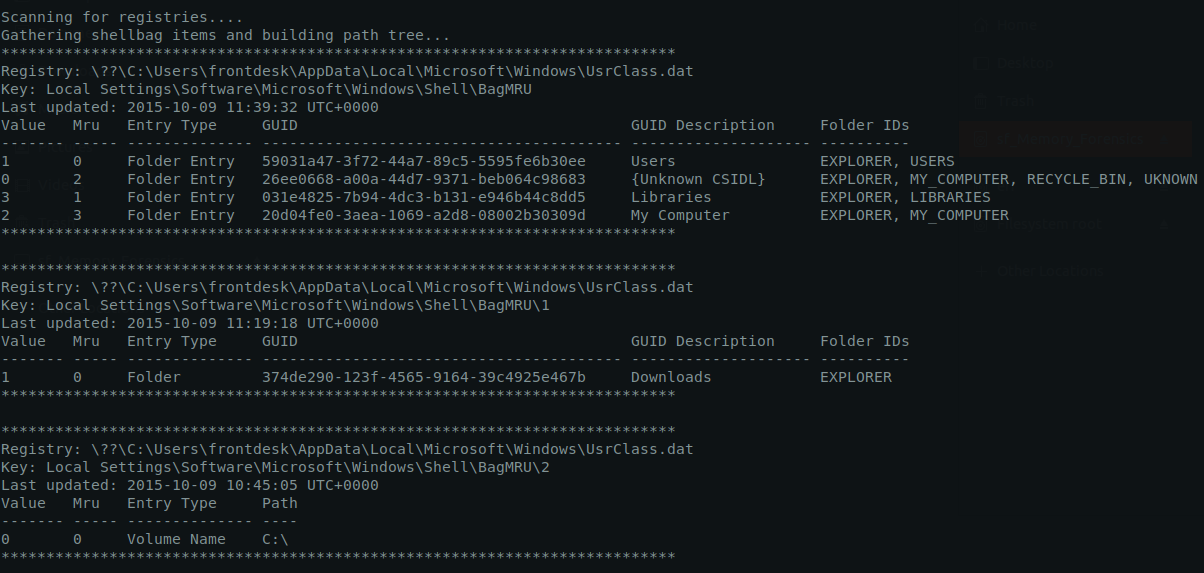 Scanning for registries....
Gathering shellbag items and building path tree...
***************************************************************************
Registry: \??\C:\Users\frontdesk\AppData\Local\Microsoft\Windows\UsrClass.dat
Key: Local Settings\Software\Microsoft\Windows\Shell\BagMRU
Last updated: 2015-10-09 11:39:32 UTC+0000
Value   Mru   Entry Type     GUID                                     GUID Description     Folder IDs
------- ----- -------------- ---------------------------------------- -------------------- ----------
1       0     Folder Entry   59031a47-3f72-44a7-89c5-5595fe6b30ee     Users                EXPLORER, USERS
0       2     Folder Entry   26ee0668-a00a-44d7-9371-beb064c98683     {Unknown CSIDL}      EXPLORER, MY_COMPUTER, RECYCLE_BIN, UKNOWN
3       1     Folder Entry   031e4825-7b94-4dc3-b131-e946b44c8dd5     Libraries            EXPLORER, LIBRARIES
2       3     Folder Entry   20d04fe0-3aea-1069-a2d8-08002b30309d     My Computer          EXPLORER, MY_COMPUTER
***************************************************************************
***************************************************************************
Registry: \??\C:\Users\frontdesk\AppData\Local\Microsoft\Windows\UsrClass.dat
Key: Local Settings\Software\Microsoft\Windows\Shell\BagMRU\1
Last updated: 2015-10-09 11:19:18 UTC+0000
Value   Mru   Entry Type     GUID                                     GUID Description     Folder IDs
------- ----- -------------- ---------------------------------------- -------------------- ----------
1       0     Folder         374de290-123f-4565-9164-39c4925e467b     Downloads            EXPLORER
***************************************************************************
***************************************************************************
Registry: \??\C:\Users\frontdesk\AppData\Local\Microsoft\Windows\UsrClass.dat
Key: Local Settings\Software\Microsoft\Windows\Shell\BagMRU\2
Last updated: 2015-10-09 10:45:05 UTC+0000
Value   Mru   Entry Type     Path
------- ----- -------------- ----
0       0     Volume Name    C:\
***************************************************************************